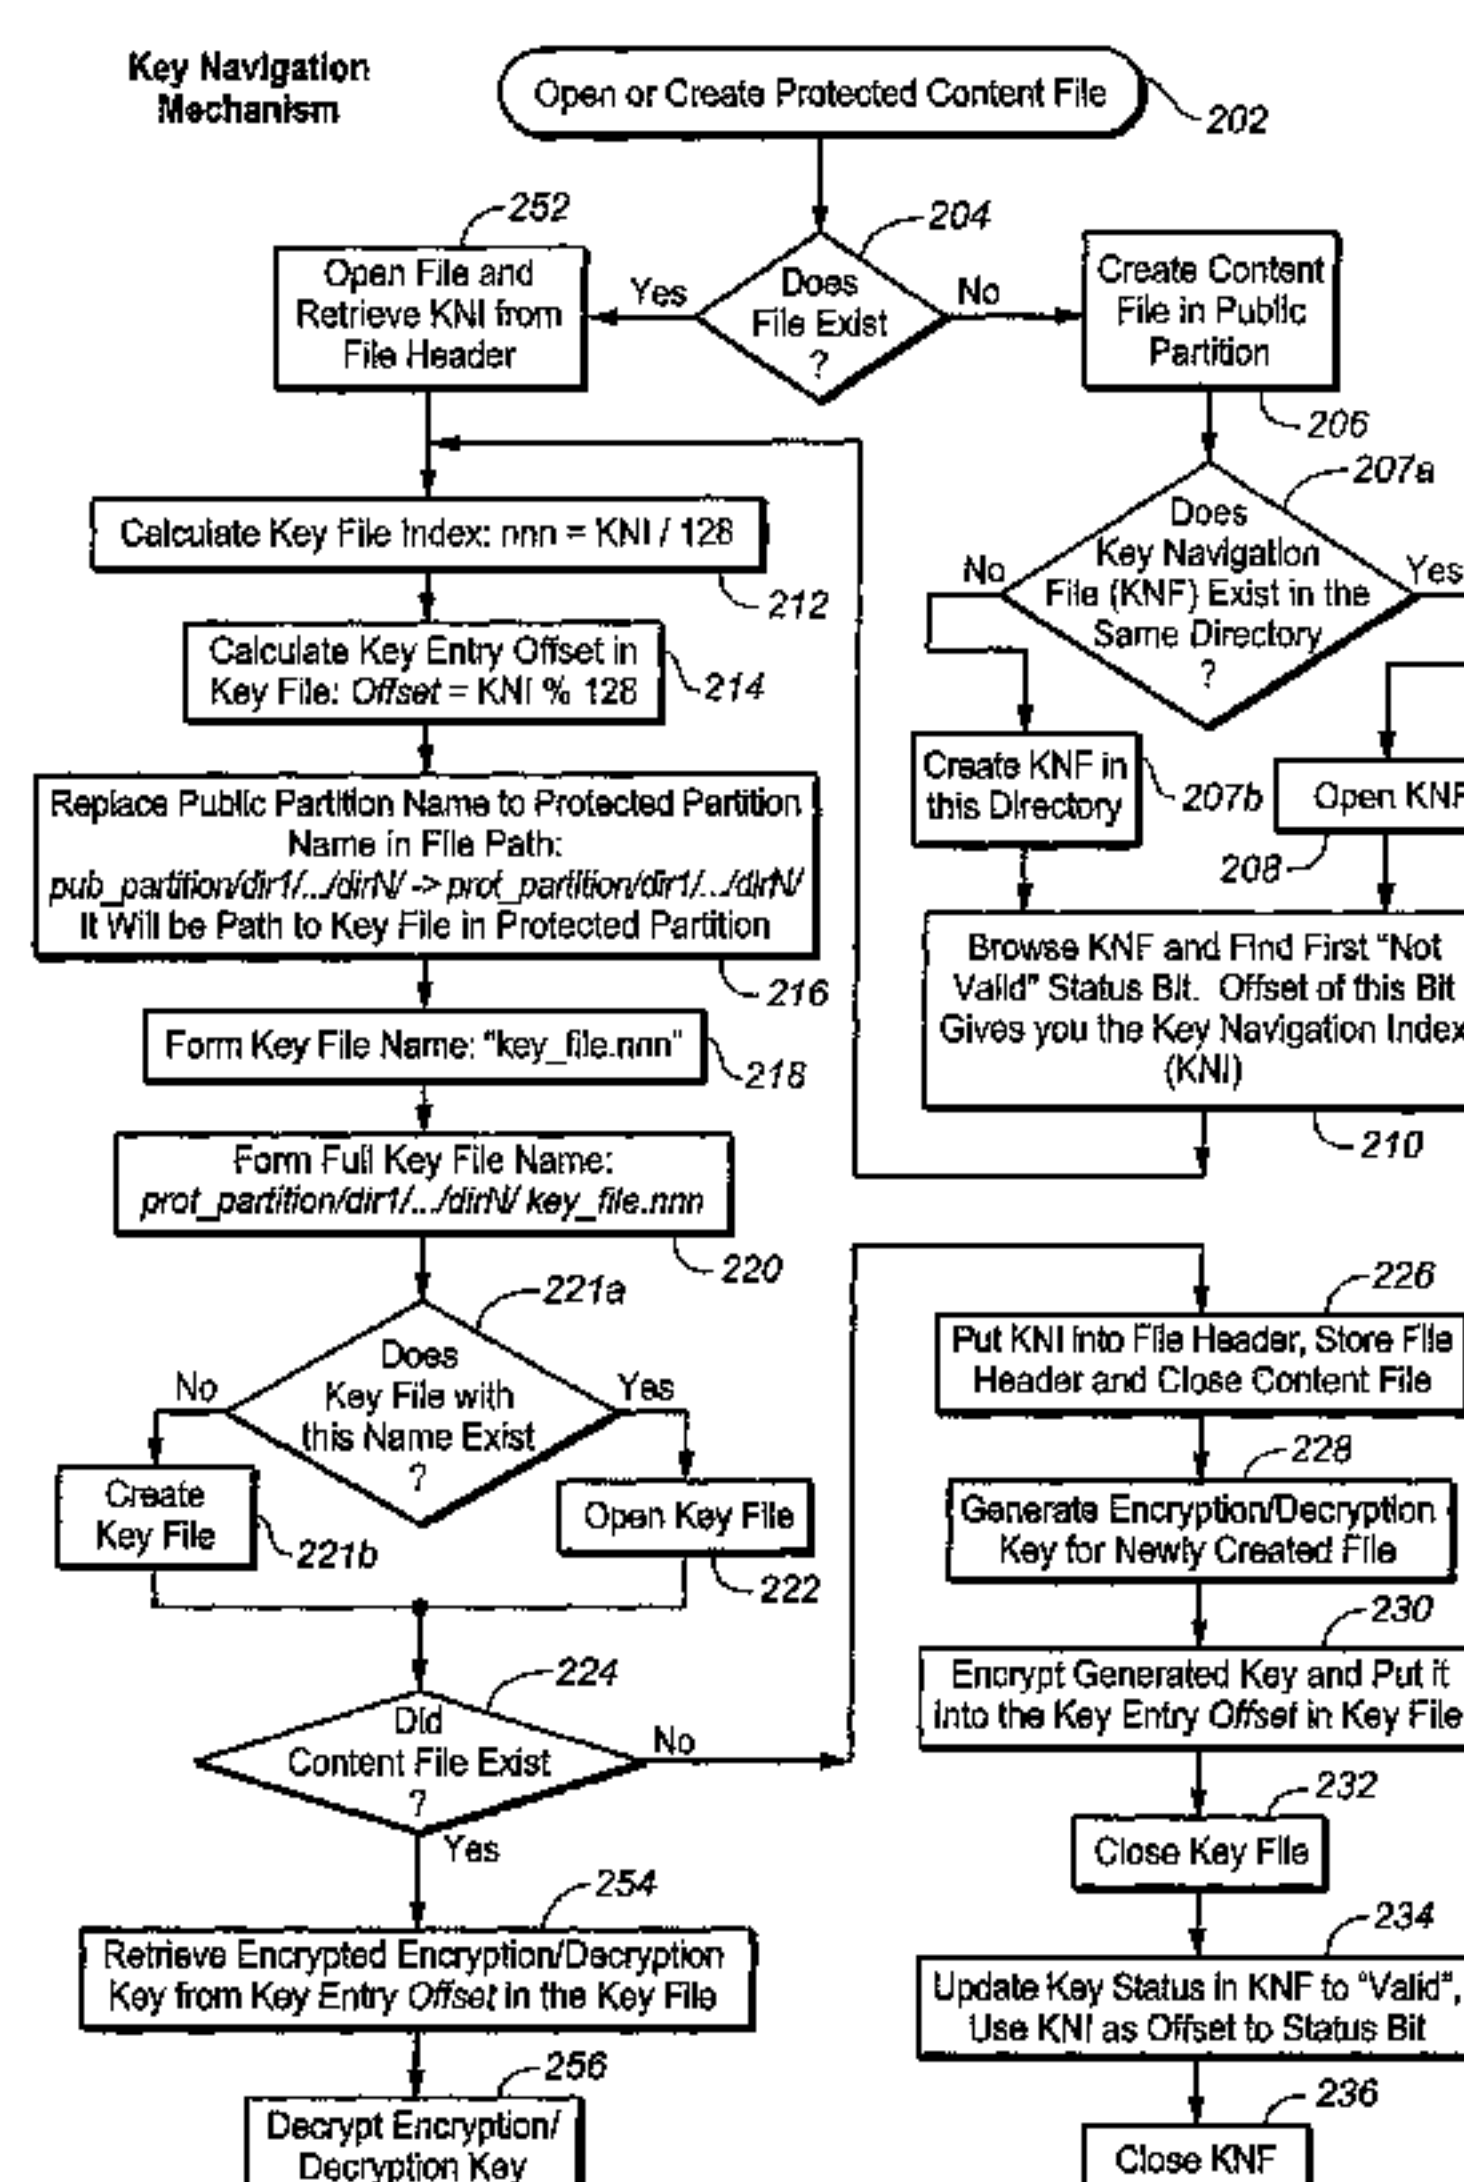 Key Navigation
Mechanism
Open or Create Protected Content File
202
252
204
Open File and
Retrieve KNI from
File Header
Yes
Does
File Exist
?
No
Create Content
File in Public
Partition
206
207a
Calculate Key File Index: nnn = KNI / 128
212
No
Does
Key Navigation
File (KNF) Exist in the
Same Directory
?
Yes
Calculate Key Entry Offset in
Key File: Offset = KNI % 128
214
Create KNF in
this Directory
207b
Open KNF
208
Replace Public Partition Name to Protected Partition
Name in File Path:
pub_partition/dir1/.../dirN/ -> prot_partition/dir1/.../dirN/
It Will be Path to Key File in Protected Partition
216
Browse KNF and Find First “Not
Valid” Status Bit. Offset of this Bit
Gives you the Key Navigation Index
(KNI)
210
Form Key File Name: “key_file.nnn”
218
Form Full Key File Name:
prot_partition/dir1/.../dirN/ key_file.nnn
220
221a
Does
Key File with
this Name Exist
?
No
Yes
Create
Key File
221b
Open Key File
222
224
Did
Content File Exist
?
No
Yes
226
Put KNI into File Header, Store File
Header and Close Content File
228
Generate Encryption/Decryption
Key for Newly Created File
230
Encrypt Generated Key and Put it
into the Key Entry Offset in Key File
232
Close Key File
234
Update Key Status in KNF to “Valid”,
Use KNI as Offset to Status Bit
236
Close KNF
254
Retrieve Encrypted Encryption/Decryption
Key from Key Entry Offset in the Key File
256
Decrypt Encryption/
Decryption Key